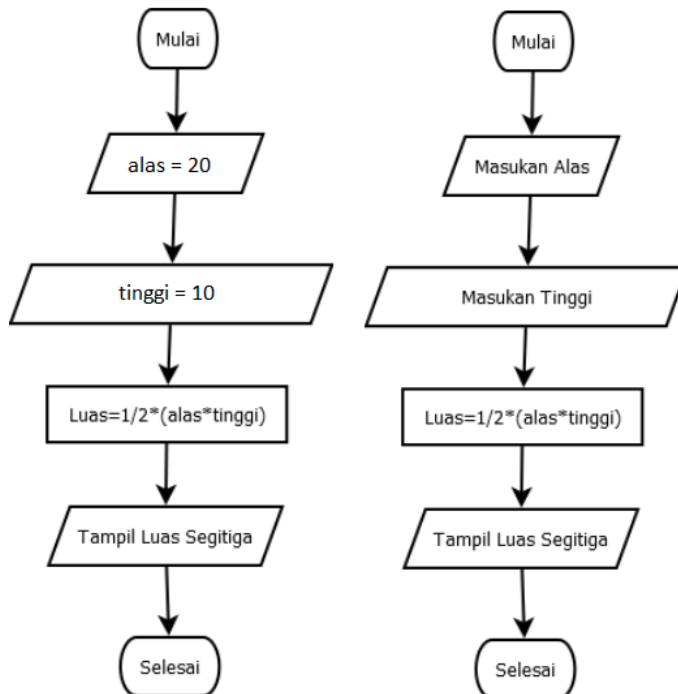 Mulai
alas = 20
tinggi = 10
Luas=1/2*(alas*tinggi)
Tampil Luas Segitiga
Selesai
Mulai
Masukan Alas
Masukan Tinggi
Luas=1/2*(alas*tinggi)
Tampil Luas Segitiga
Selesai